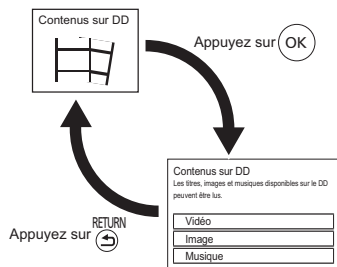 Contenus sur DD
Appuyez sur OK
Contenus sur DD
Les titres, images et musiques disponibles sur le DD
peuvent être lus.
Vidéo
Image
Musique
RETURN
Appuyez sur